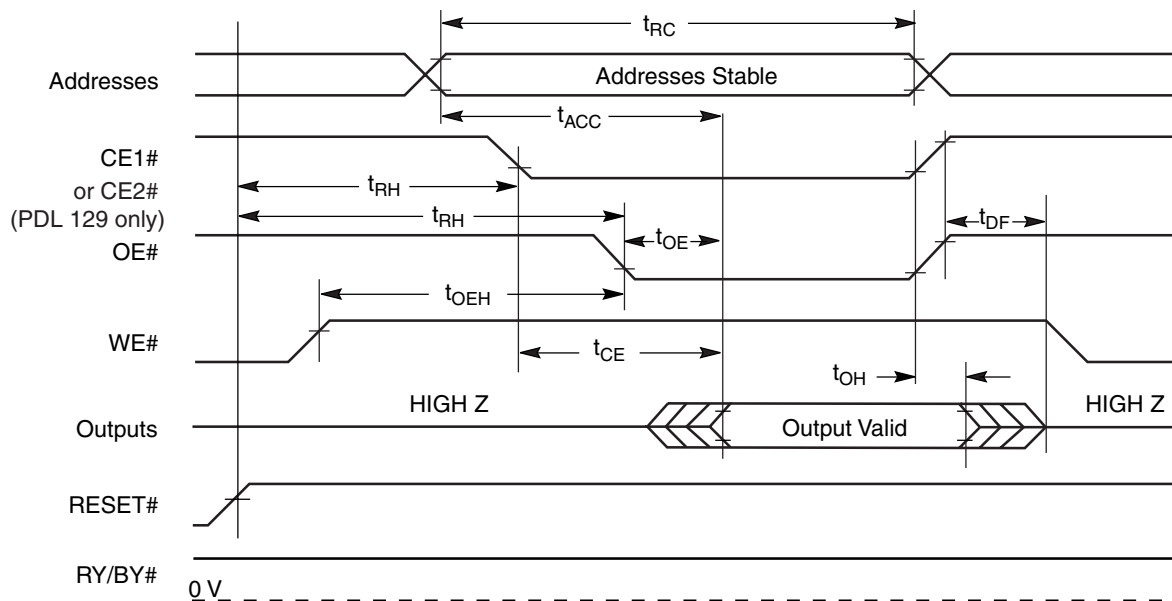 tRC
Addresses
Addresses Stable
tACC
CE1#
or CE2#
(PDL 129 only)
tRH
tRH
tDF
OE#
tOE
tOEH
WE#
tCE
tOH
HIGH Z
HIGH Z
Outputs
Output Valid
RESET#
RY/BY#
0 V